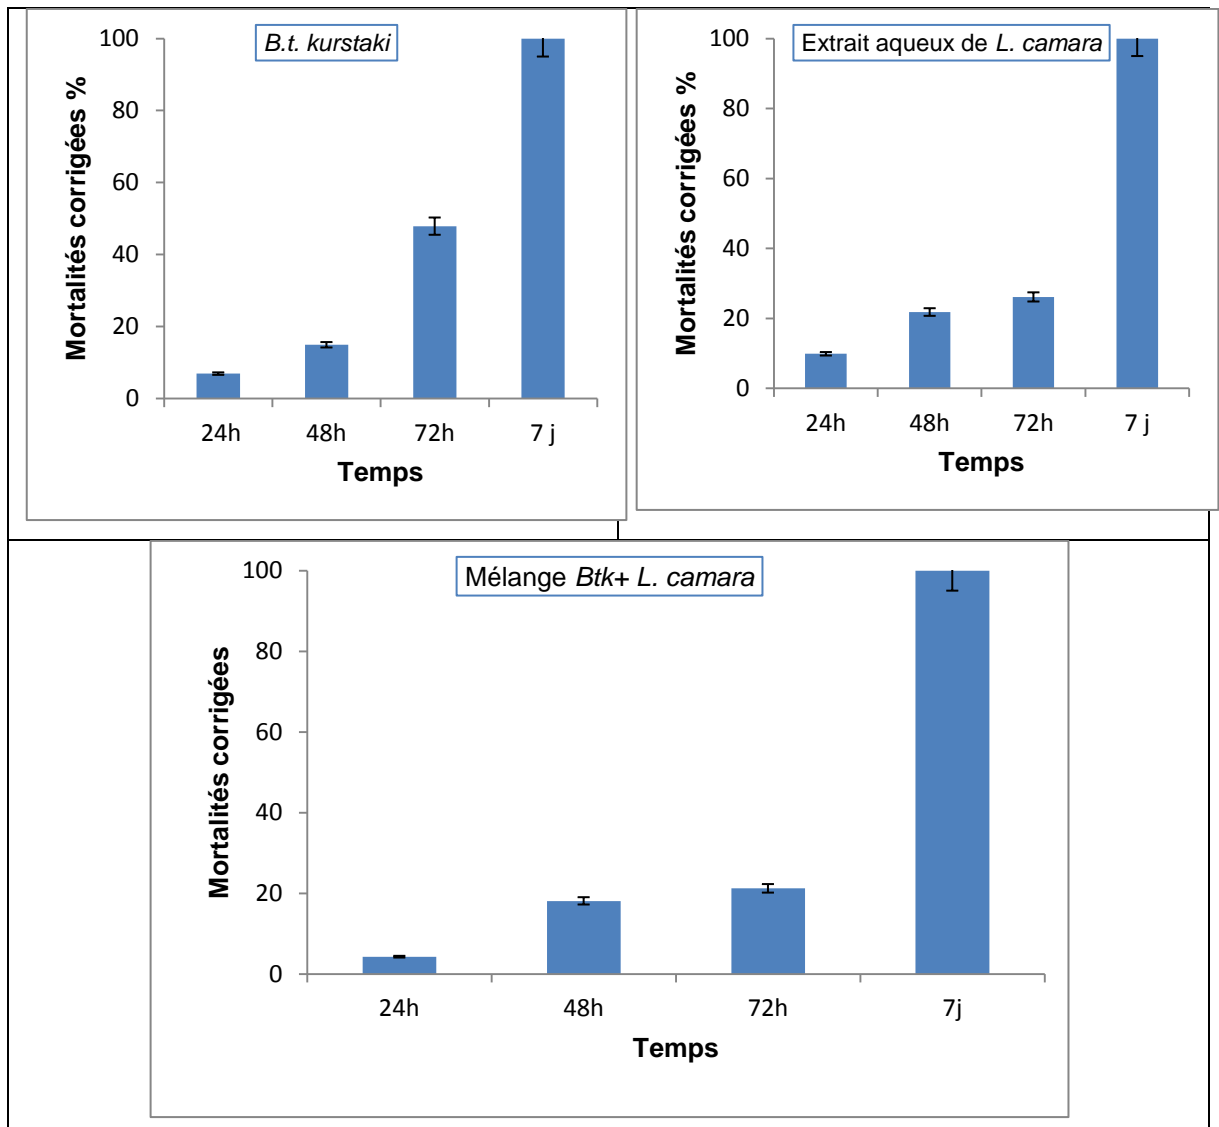 B.t. kurstaki
Mortalités corrigées %
100
80
60
40
20
0
24h 48h 72h 7 j
Temps
Extrait aqueux de L. camara
Mortalités corrigées %
100
80
60
40
20
0
24h 48h 72h 7 j
Temps
Mélange Btk+ L. camara
Mortalités corrigées
100
80
60
40
20
0
24h 48h 72h 7j
Temps